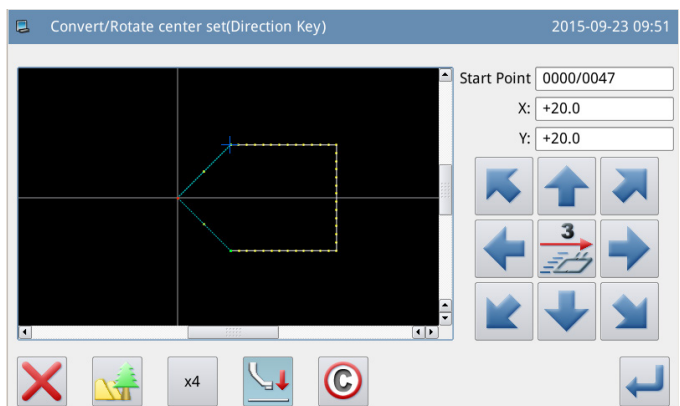 Convert/Rotate center set(Direction Key) 2015-09-23 09:51
Start Point 0000/0047
X: +20.0
Y: +20.0
3
x4
C